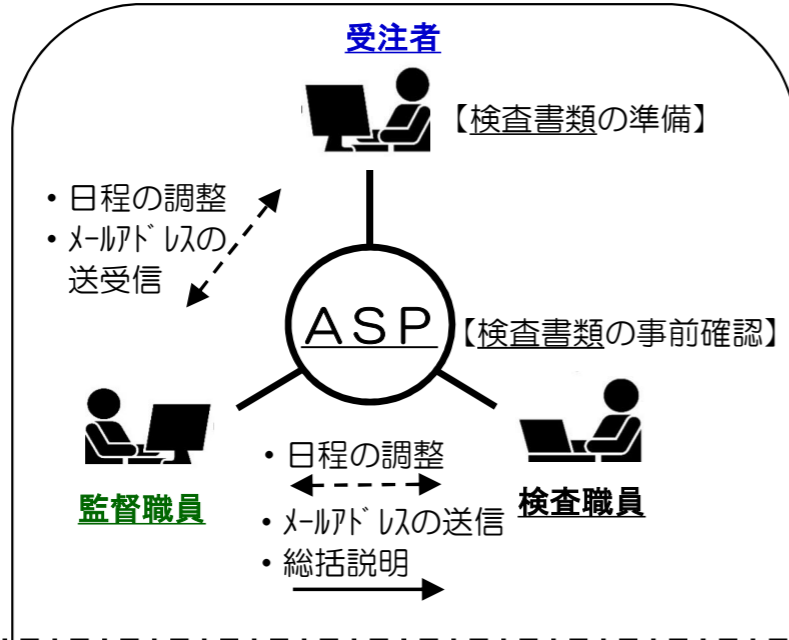 受注者
【検査書類の準備】
・日程の調整
・ﾒｰﾙｱﾄﾞﾚｽの
送受信
ASP
【検査書類の事前確認】
監督職員
・日程の調整
・ﾒｰﾙｱﾄﾞﾚｽの送信
・総括説明
検査職員